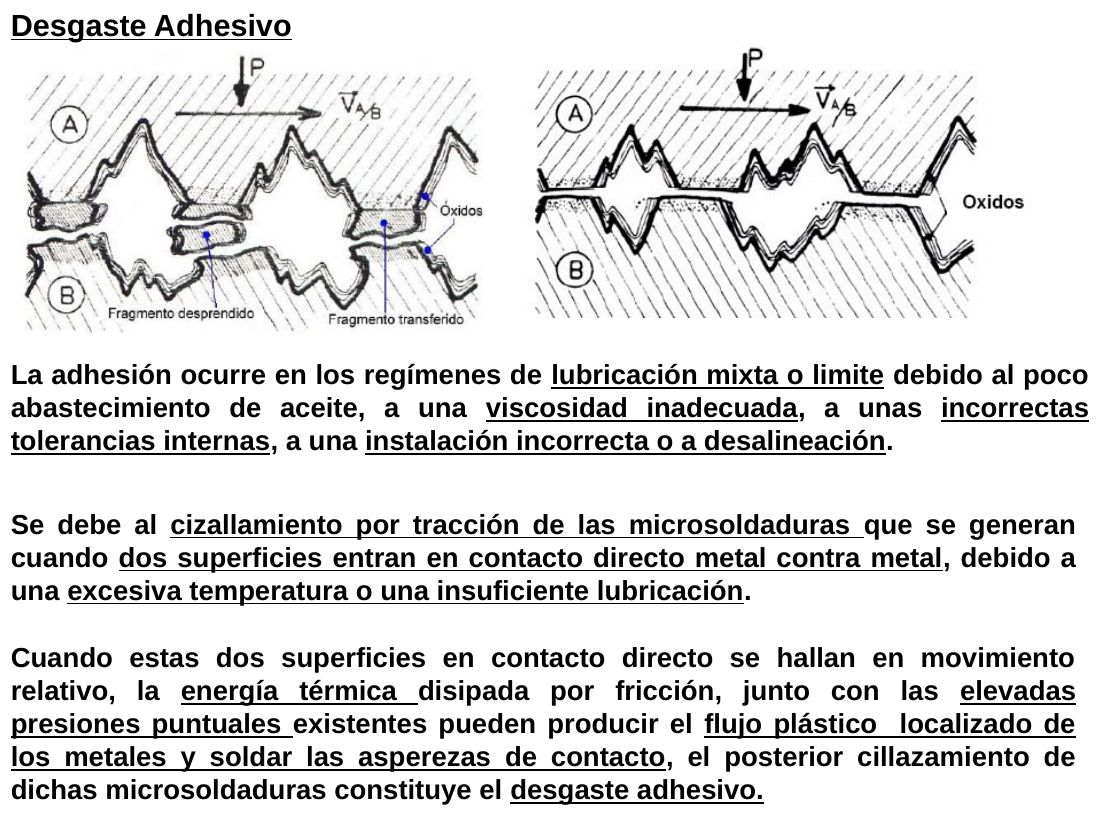 Desgaste Adhesivo
P
A
V A/B
Óxidos
B
Fragmento desprendido
Fragmento transferido
P
A
V A/B
Oxidos
B
La adhesión ocurre en los regímenes de lubricación mixta o limite debido al poco
abastecimiento de aceite, a una viscosidad inadecuada, a unas incorrectas
tolerancias internas, a una instalación incorrecta o a desalineación.
Se debe al cizallamiento por tracción de las microsoldaduras que se generan
cuando dos superficies entran en contacto directo metal contra metal, debido a
una excesiva temperatura o una insuficiente lubricación.
Cuando estas dos superficies en contacto directo se hallan en movimiento
relativo, la energía térmica disipada por fricción, junto con las elevadas
presiones puntuales existentes pueden producir el flujo plástico localizado de
los metales y soldar las asperezas de contacto, el posterior cillazamiento de
dichas microsoldaduras constituye el desgaste adhesivo.